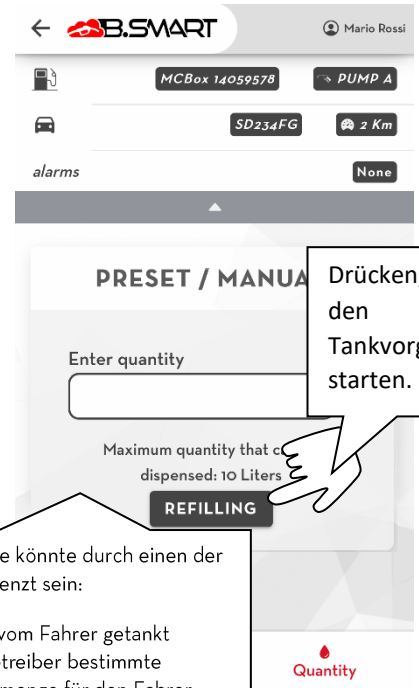 B.SMART
Mario Rossi
MCBox 14059578 PUMP A
SD234FG 2 Km
alarms None
PRESET / MANUA
Drücken,
den
Tankvorg
starten.
Enter quantity
Maximum quantity that c
dispensed: 10 Liters
REFILLING
e könnte durch einen der
enzt sein:
vom Fahrer getankt
treiber bestimmte
Quantity